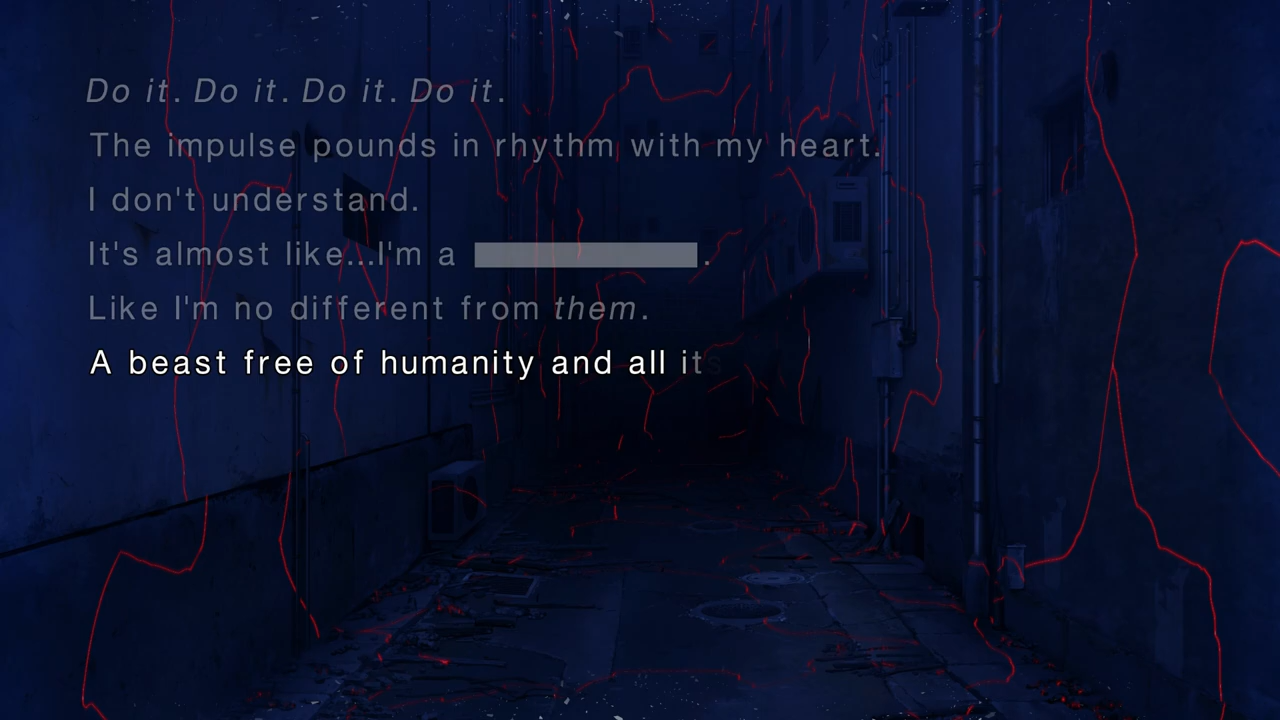 Do it. Do it. Do it. Do it.
The impulse pounds in rhythm with my heart.
I don't understand.
It's almost like...I'm a .
Like I'm no different from them.
A beast free of humanity and all its